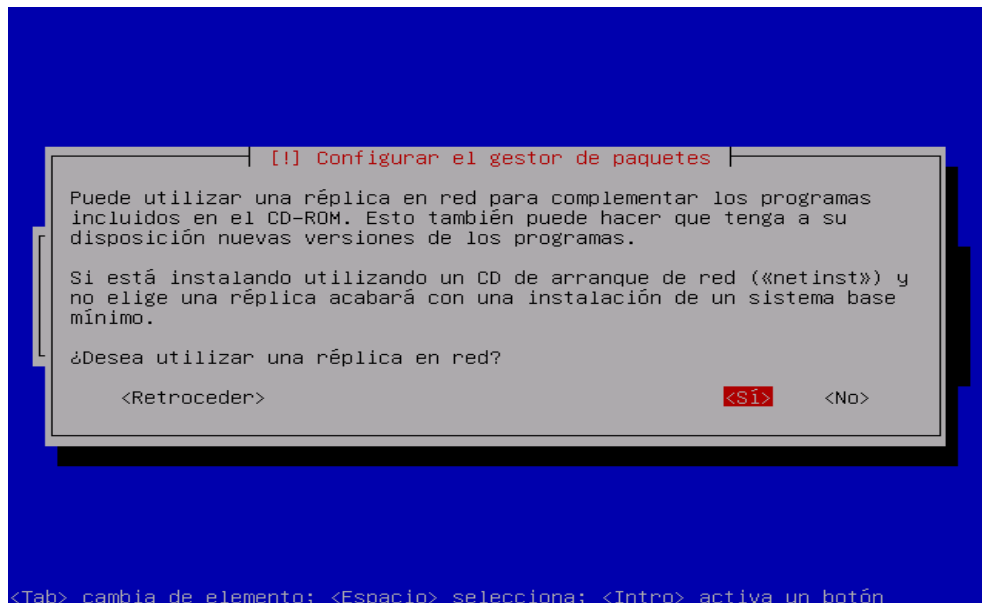 [!] Configurar el gestor de paquetes
Puede utilizar una réplica en red para complementar los programas
incluidos en el CD-ROM. Esto también puede hacer que tenga a su
disposición nuevas versiones de los programas.
Si está instalando utilizando un CD de arranque de red («netinst») y
no elige una réplica acabará con una instalación de un sistema base
mínimo.
¿Desea utilizar una réplica en red?
<Retroceder> <Sí> <No>
<Tab> cambia de elemento; <Espacio> selecciona; <Intro> activa un botón